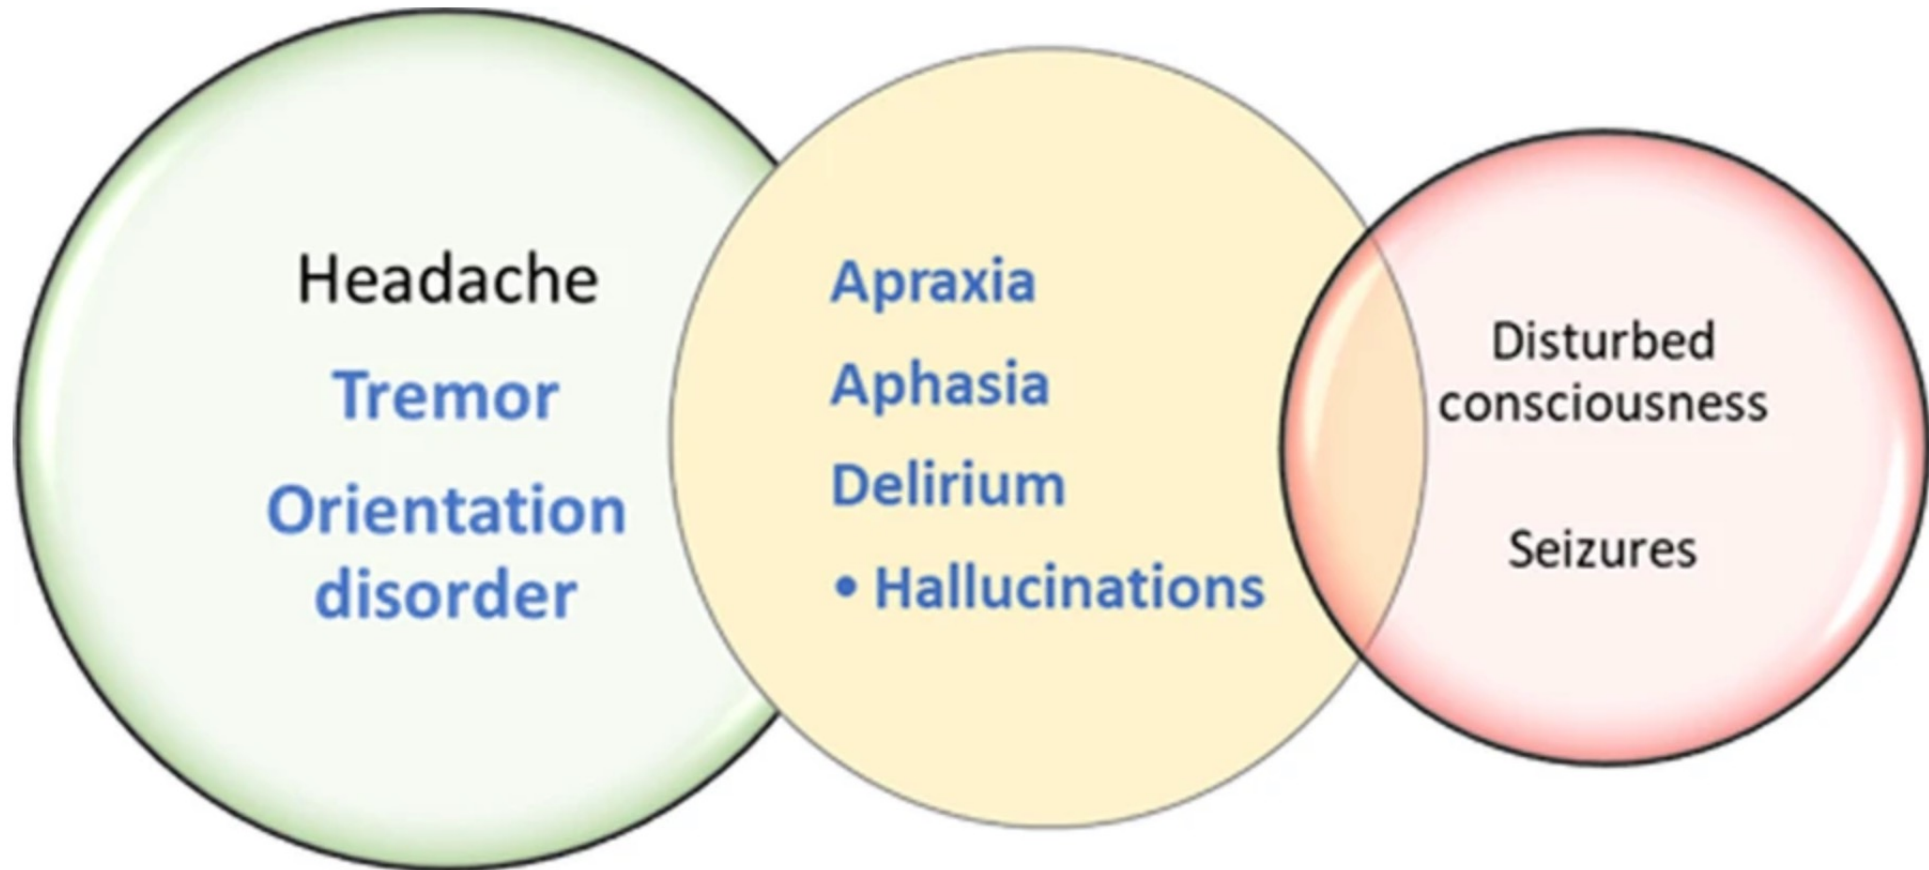 Headache
Tremor
Orientation
disorder
Apraxia
Aphasia
Delirium
• Hallucinations
Disturbed
consciousness
Seizures